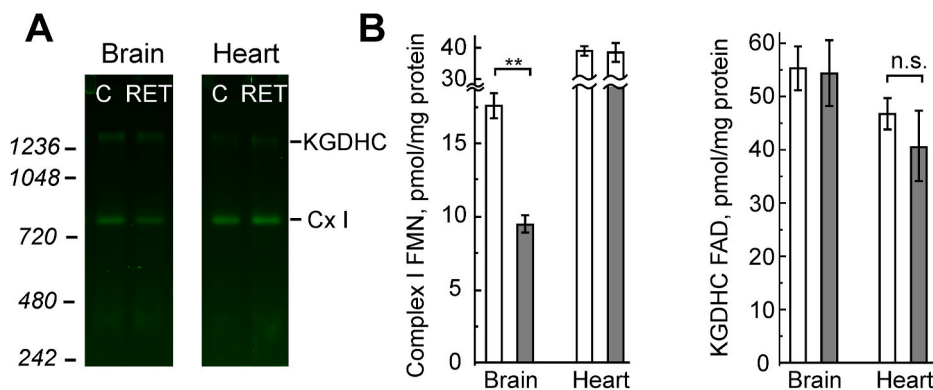 A
Brain Heart
C RET C RET
1236
1048
720
480
242
KGDHC
Cx I
B
Complex I FMN, pmol/mg protein
40
30
15
10
5
0
**
Brain Heart
KGDHC FAD, pmol/mg protein
60
50
40
30
20
10
0
n.s.
Brain Heart